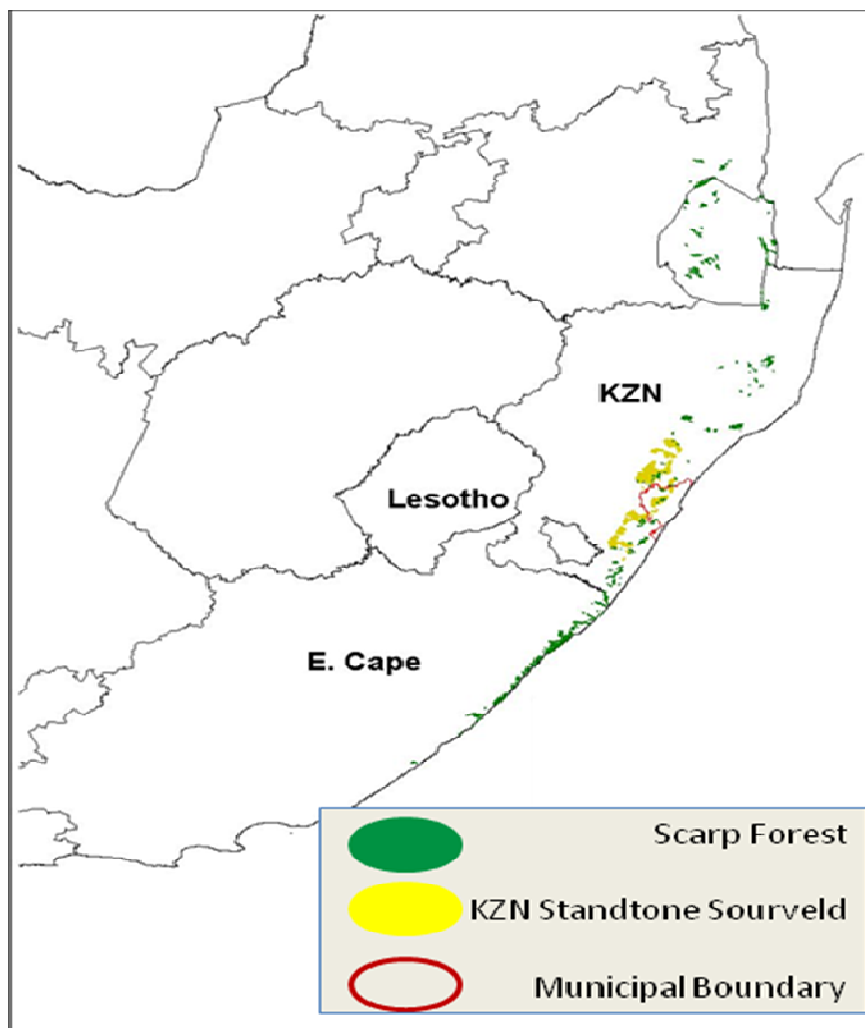 KZN
Lesotho
E. Cape
Scarp Forest
KZN Standtone Sourveld
Municipal Boundary